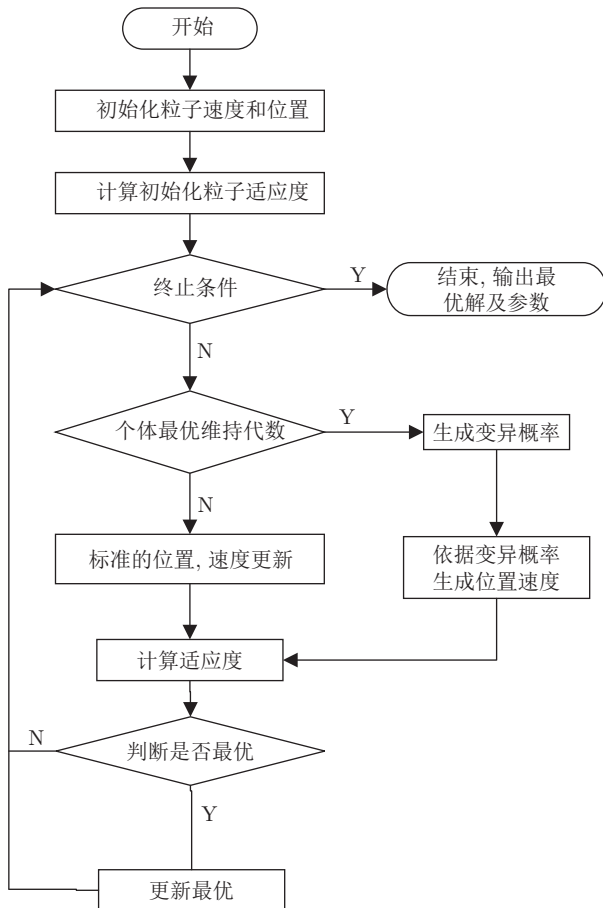 开始
初始化粒子速度和位置
计算初始化粒子适应度
终止条件
Y
结束, 输出最
优解及参数
N
个体最优维持代数
Y
生成变异概率
N
标准的位置, 速度更新
依据变异概率
生成位置速度
计算适应度
N
判断是否最优
Y
更新最优